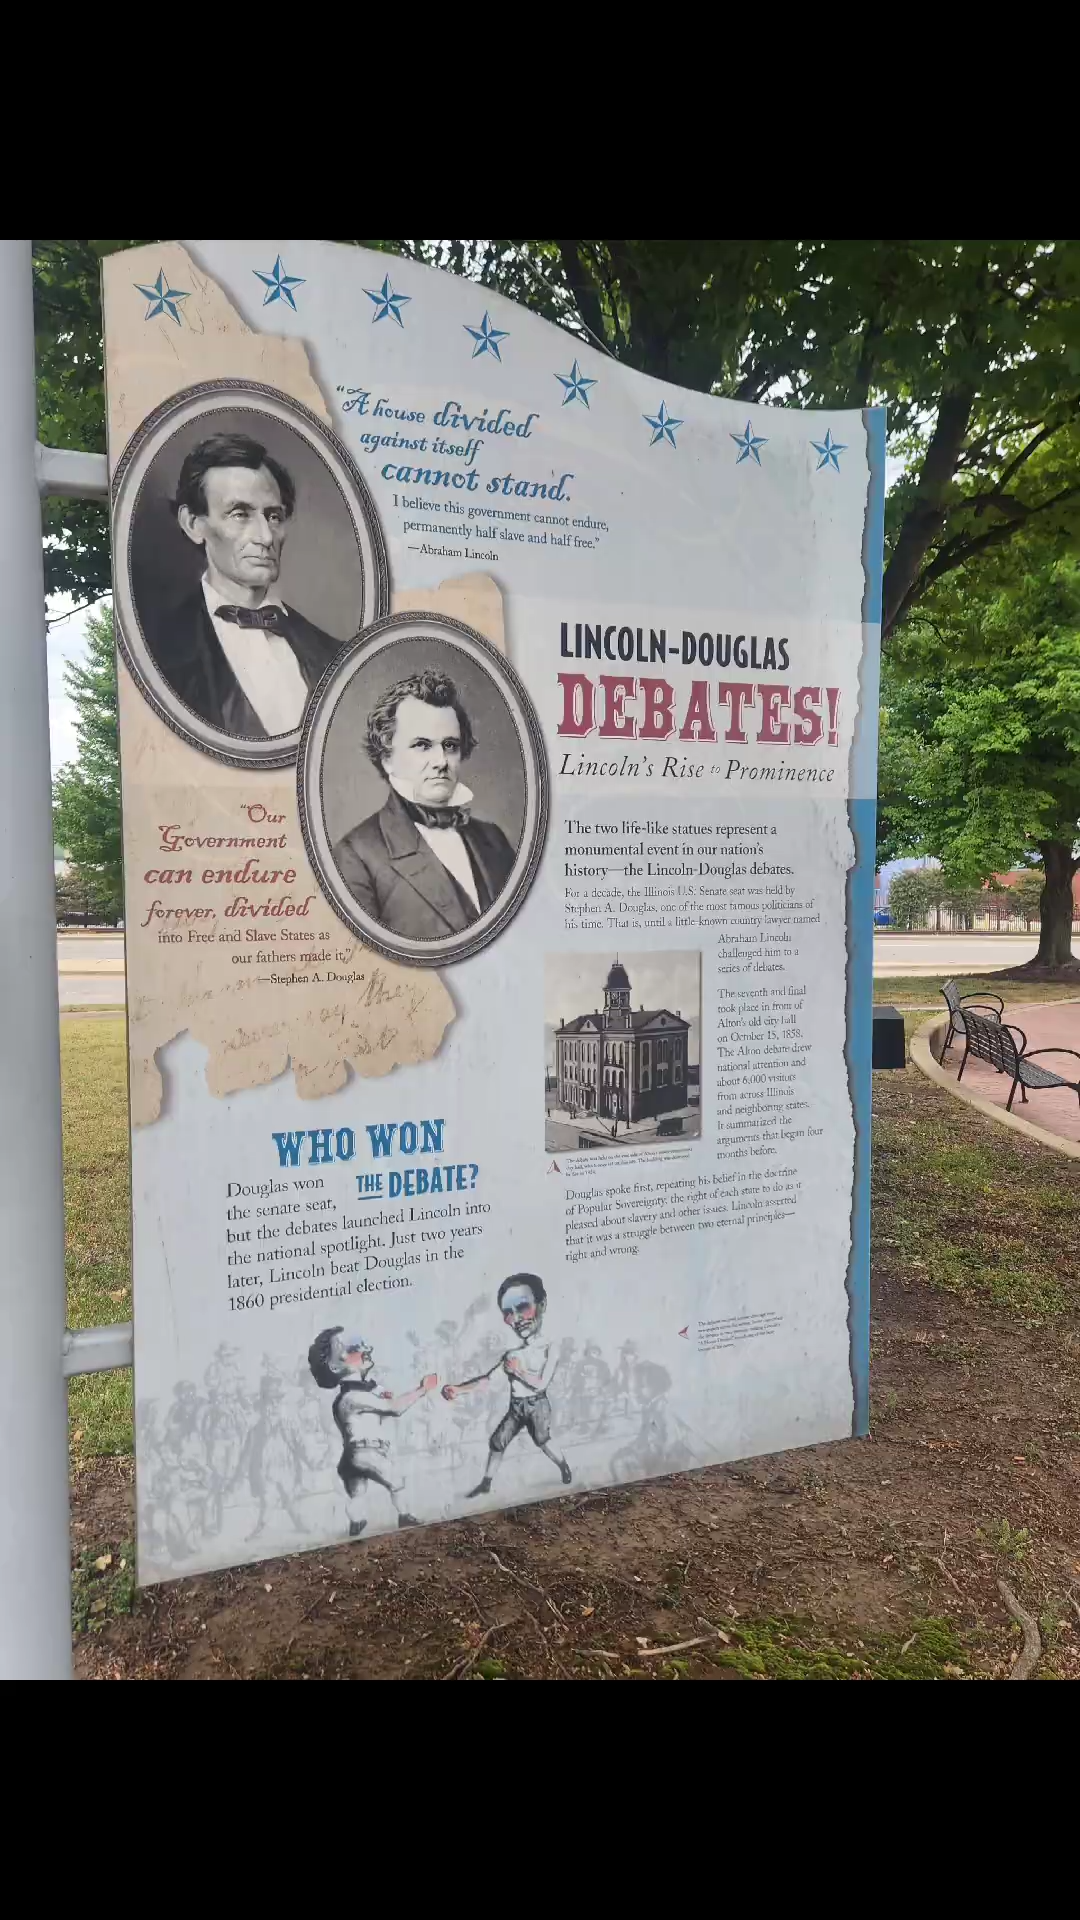 "A house divided
against itself
cannot stand.
I believe this government cannot endure,
permanently half slave and half free."
—Abraham Lincoln
"Our
Government
can endure
forever, divided
into Free and Slave States as
our fathers made it,"
—Stephen A. Douglas
LINCOLN-DOUGLAS
DEBATES!
Lincoln's Rise to Prominence
The two life-like statues represent a
monumental event in our nation's
history—the Lincoln-Douglas debates.
For a decade, the Illinois U.S. Senate seat was held by
Stephen A. Douglas, one of the most famous politicians of
his time. That is, until a little-known country lawyer named
Abraham Lincoln
challenged him to a
series of debates.
The seventh and final
took place in front of
Alton's old city hall
on October 15, 1858.
The Alton debate drew
national attention and
about 6,000 visitors
from across Illinois
and neighboring states.
It summarized the
arguments that began four
months before.
Douglas spoke first, repeating his belief in the doctrine
of Popular Sovereignty: the right of each state to do as it
pleased about slavery and other issues. Lincoln asserted
that it was a struggle between two eternal principles—
right and wrong.
WHO WON
THE DEBATE?
Douglas won
the senate seat,
but the debates launched Lincoln into
the national spotlight. Just two years
later, Lincoln beat Douglas in the
1860 presidential election.